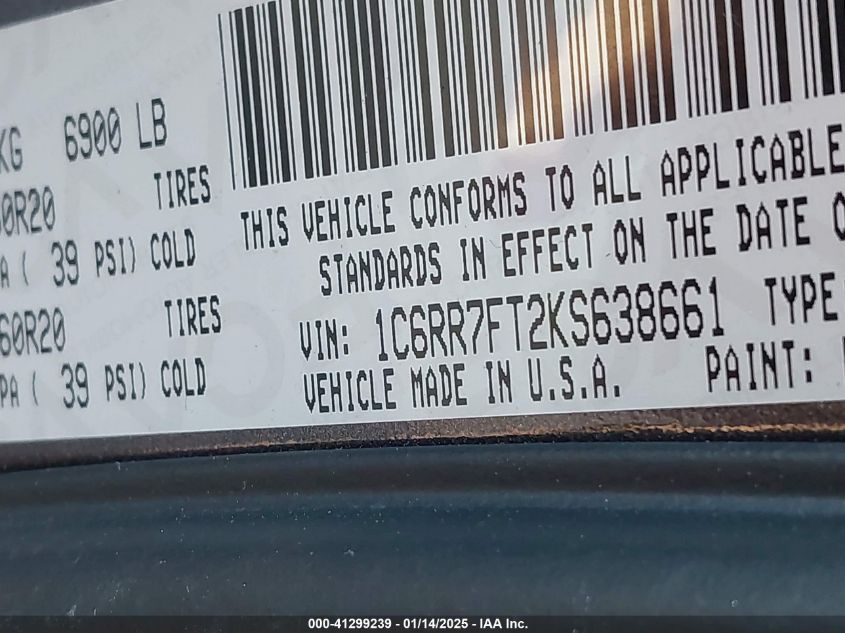 KG 6900 LB
60R20 TIRES
A ( 39 PSI) COLD
60R20 TIRES
PA ( 39 PSI) COLD
THIS VEHICLE CONFORMS TO ALL APPLICABLE
STANDARDS IN EFFECT ON THE DATE O
VIN: 1C6RR7FT2KS638661 TYPE
VEHICLE MADE IN U.S.A. PAINT:
000-41299239 - 01/14/2025 - IAA Inc.